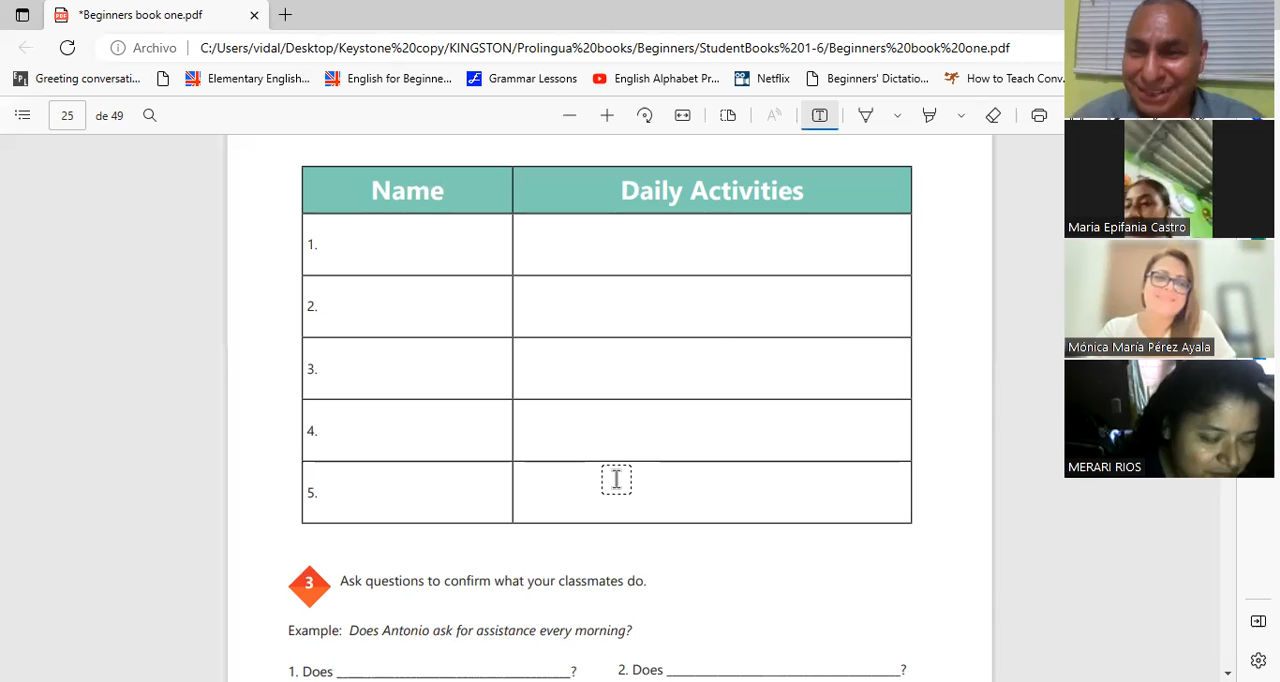 *Beginners book one.pdf
Archivo C:/Users/vidal/Desktop/Keystone%20copy/KINGSTON/Prolingua%20books/Beginners/StudentBooks%201-6/Beginners%20book%20one.pdf
Greeting conversati... Elementary English... English for Beginne... Grammar Lessons English Alphabet Pr... Netflix Beginners' Dictatio... How to Teach Conv
25 de 49
Name Daily Activities
1.
2.
3.
4.
5.
3 Ask questions to confirm what your classmates do.
Example: Does Antonio ask for assistance every morning?
1. Does ______________________________? 2. Does ______________________________?
Maria Epifania Castro
Mónica María Pérez Ayala
MERARI RIOS